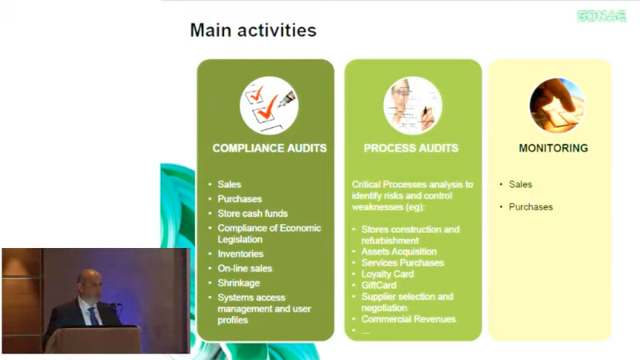 SONAE
Main activities
COMPLIANCE AUDITS
• Sales
• Purchases
• Store cash funds
• Compliance of Economic
Legislation
• Inventories
• On-line sales
• Shrinkage
• Systems access
management and user
profiles
PROCESS AUDITS
Critical Processes analysis to
identify risks and control
weaknesses (eg):
• Stores construction and
refurbishment
• Assets Acquisition
• Services Purchases
• Loyalty Card
• GiftCard
• Supplier selection and
negotiation
• Commercial Revenues
• ...
MONITORING
• Sales
• Purchases